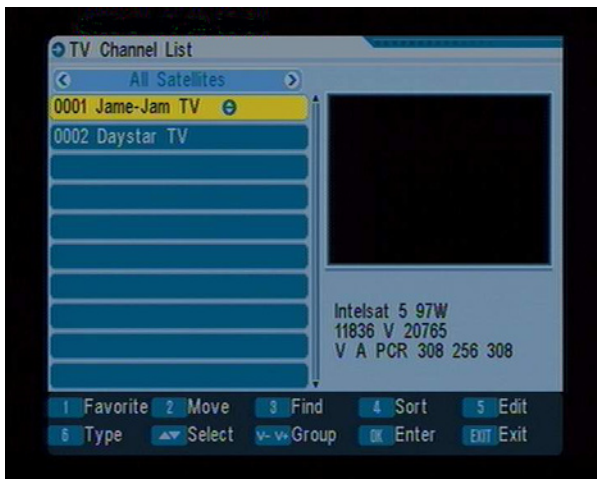 TV Channel List
All Satellites
0001 Jame-Jam TV
0002 Daystar TV
Intelsat 5 97W
11836 V 20765
V A PCR 308 256 308
1 Favorite 2 Move 3 Find 4 Sort 5 Edit
6 Type Select V- V+ Group OK Enter EXIT Exit